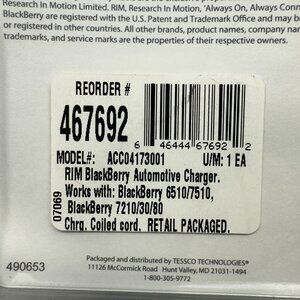 Research In Motion Limited. RIM, Research In Motion, 'Always On, Always Conn
BlackBerry are registered with the U.S. Patent and Trademark Office and may b
or registered in other countries. All other brands, product names, company nam
trademarks, and service marks are the properties of their respective owners.
REORDER #
467692
6 46444 67692 2
MODEL#: ACC04173001 U/M: 1 EA
RIM BlackBerry Automotive Charger.
Works with: BlackBerry 6510/7510,
BlackBerry 7210/30/80
Chrg. Coiled cord. RETAIL PACKAGED.
07069
Packaged and distributed by TESSCO TECHNOLOGIES®
490653
11126 McCormick Road Hunt Valley, MD 21031-1494
1-800-305-9772